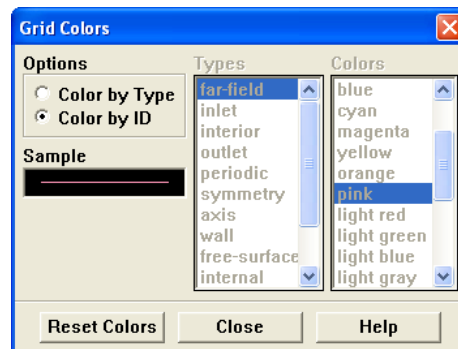 Grid Colors
Options
Color by Type
Color by ID
Sample
Types
far-field
inlet
interior
outlet
periodic
symmetry
axis
wall
free-surface
internal
Colors
blue
cyan
magenta
yellow
orange
pink
light red
light green
light blue
light gray
Reset Colors
Close
Help